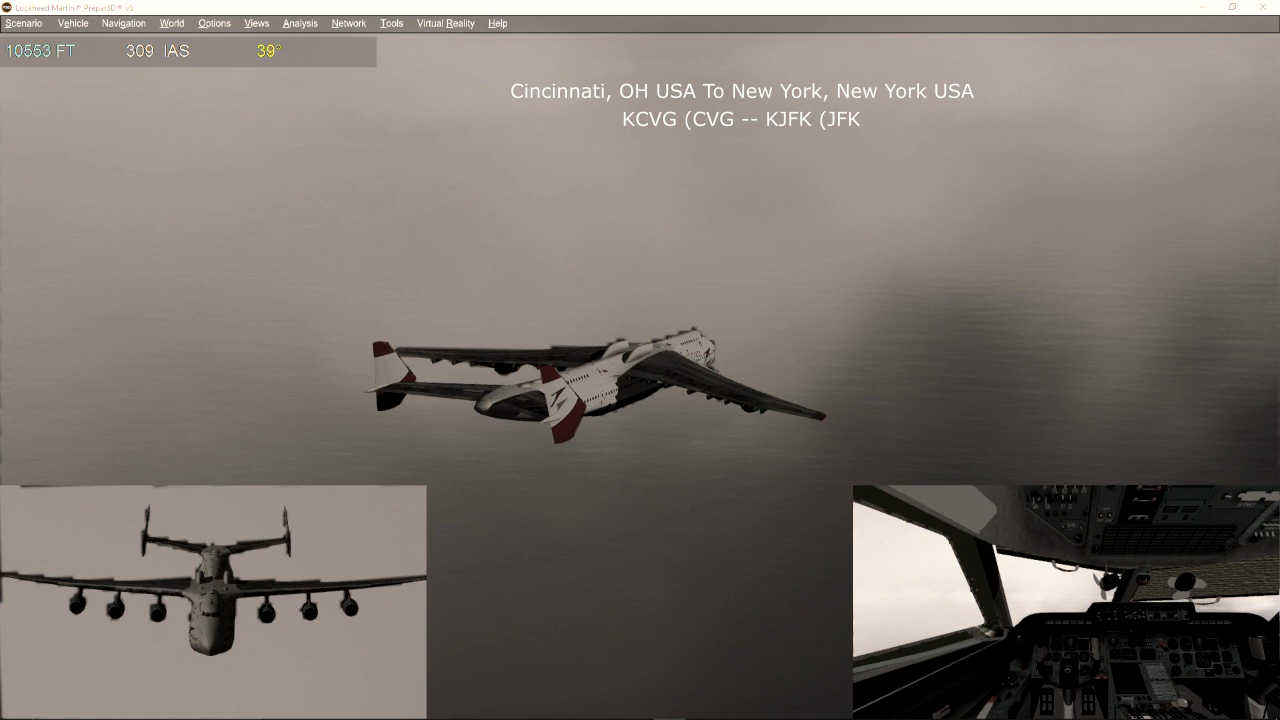 Lockheed Martin® Prepar3D® v5
Scenario Vehicle Navigation World Options Views Analysis Network Tools Virtual Reality Help
10553 FT 309 IAS 39°
Cincinnati, OH USA To New York, New York USA
KCVG (CVG -- KJFK (JFK